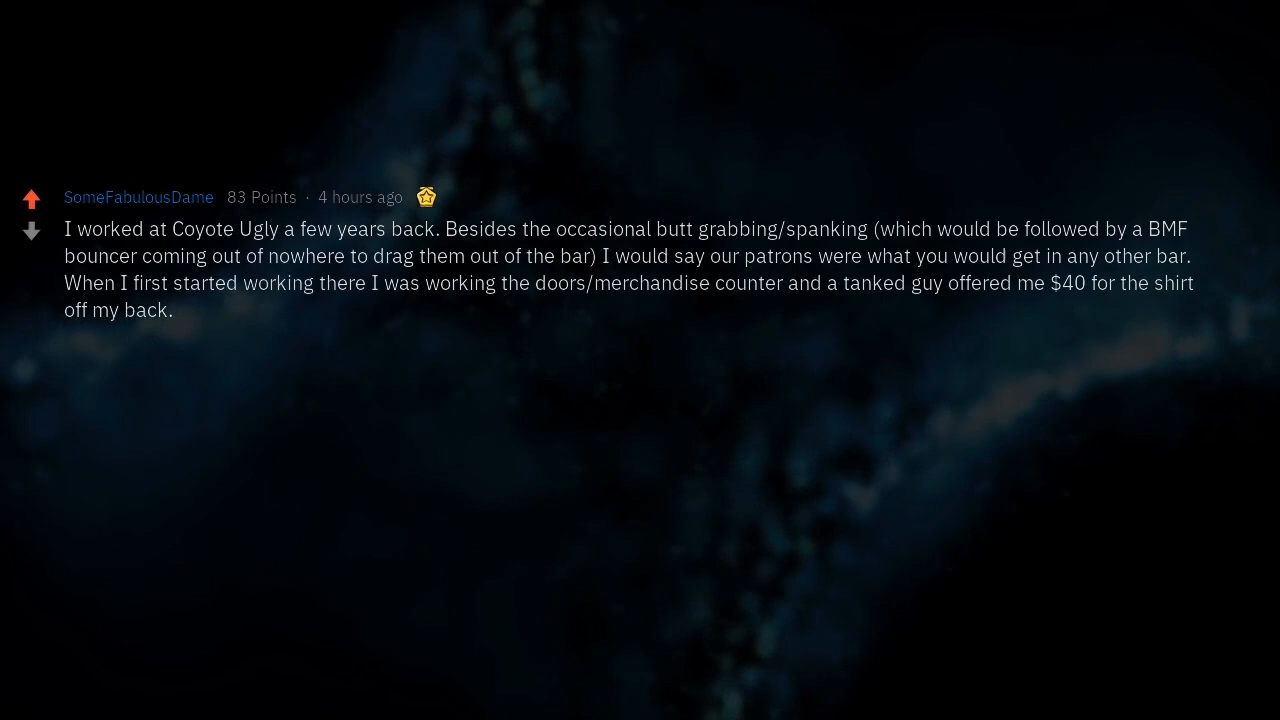 SomeFabulousDame 83 Points · 4 hours ago
I worked at Coyote Ugly a few years back. Besides the occasional butt grabbing/spanking (which would be followed by a BMF
bouncer coming out of nowhere to drag them out of the bar) I would say our patrons were what you would get in any other bar.
When I first started working there I was working the doors/merchandise counter and a tanked guy offered me $40 for the shirt
off my back.